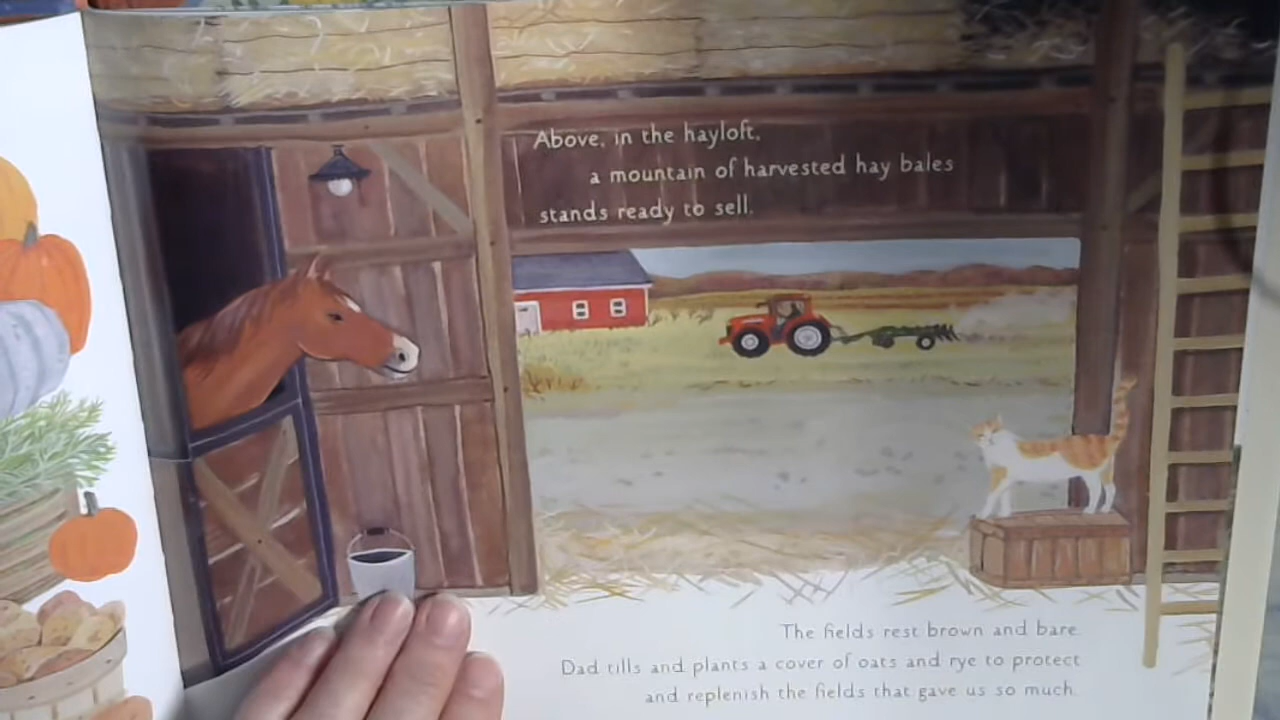 Above, in the hayloft,
a mountain of harvested hay bales
stands ready to sell.
The fields rest brown and bare.
Dad tills and plants a cover of oats and rye to protect
and replenish the fields that gave us so much.